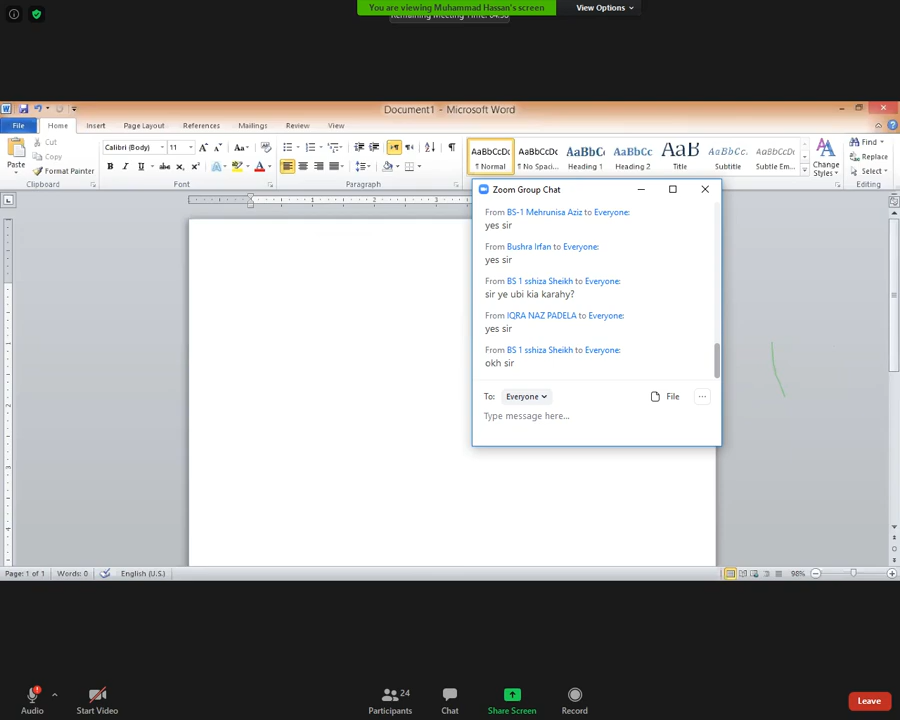 You are viewing Muhammad Hassan's screen
View Options
Remaining Meeting Time: 04:58
Document1 - Microsoft Word
File Home Insert Page Layout References Mailings Review View
Paste
Cut
Copy
Format Painter
Clipboard
Calibri (Body) 11
Font
Paragraph
AaBbCcDc AaBbCcDc AaBbCc AaBbCc AaB AaBbCc. AaBbCcDc
¶ Normal ¶ No Spaci... Heading 1 Heading 2 Title Subtitle Subtle Em...
Change Styles
Find
Replace
Select
Editing
Zoom Group Chat
From BS-1 Mehrunisa Aziz to Everyone:
yes sir
From Bushra Irfan to Everyone:
yes sir
From BS 1 sshiza Sheikh to Everyone:
sir ye ubi kia karahy?
From IQRA NAZ PADELA to Everyone:
yes sir
From BS 1 sshiza Sheikh to Everyone:
okh sir
To: Everyone File
Type message here...
Page: 1 of 1 Words: 0 English (U.S.) 98%
Audio
Start Video
24
Participants
Chat
Share Screen
Record
Leave